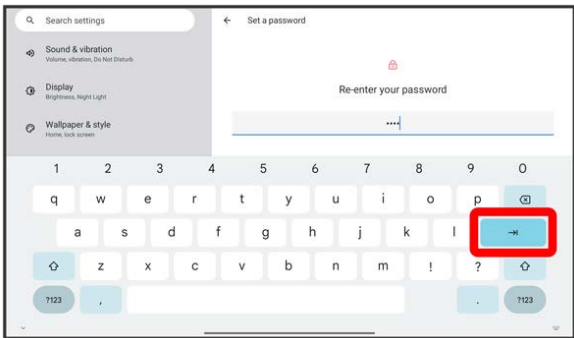 Search settings
Set a password
Sound & vibration
Volume, vibration, Do Not Disturb
Display
Brightness, Night Light
Wallpaper & style
Home, lock screen
Re-enter your password
••••
1 2 3 4 5 6 7 8 9 0
q w e r t y u i o p
a s d f g h j k l
z x c v b n m ! ?
?123 , . ?123